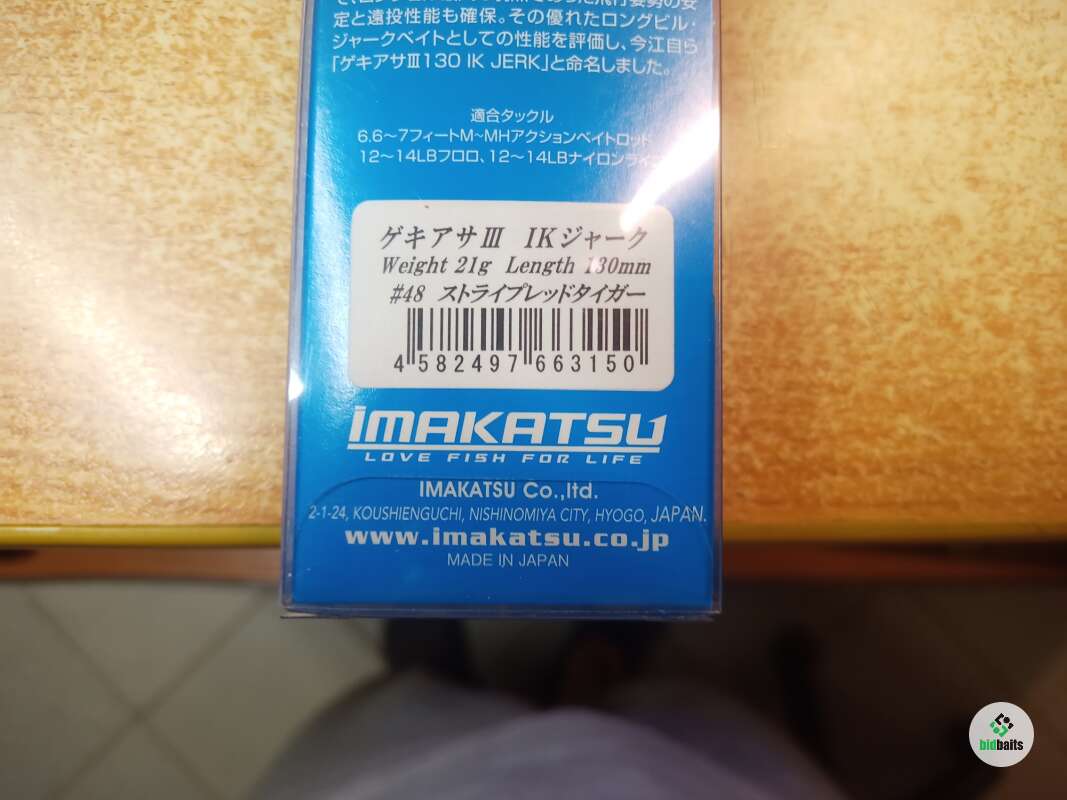 定と遠投性能も確保。その優れたロングビル・
ジャークベイトとしての性能を評価し、今江自ら
「ゲキアサⅢ130 IK JERK」と命名しました。
適合タックル
6.6〜7フィートM~MHアクションベイトロッド
12〜14LBフロロ、12〜14LBナイロンライン
ゲキアサⅢ IKジャーク
Weight 21g Length 130mm
#48 ストライプレッドタイガー
4 582497 663150
IMAKATSU
LOVE FISH FOR LIFE
IMAKATSU Co.,ltd.
2-1-24, KOUSHIENGUCHI, NISHINOMIYA CITY, HYOGO, JAPAN.
www.imakatsu.co.jp
MADE IN JAPAN
bidbaits